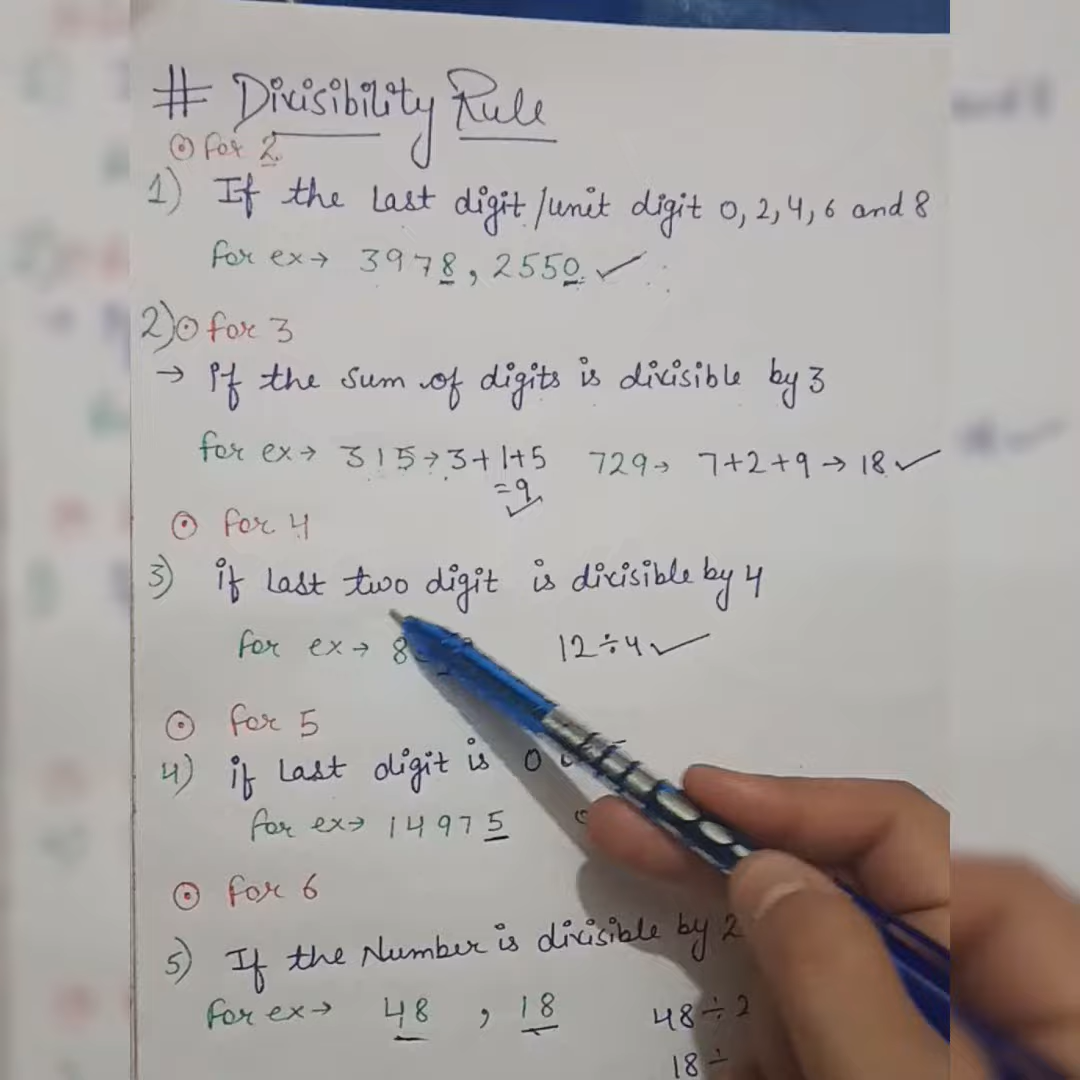 # Divisibility Rule
⊙ for 2
1) If the Last digit/unit digit 0, 2, 4, 6 and 8
for ex → 3978, 2550 ✓
2) ⊙ for 3
→ If the sum of digits is divisible by 3
for ex → 315 → 3+1+5 729 → 7+2+9 → 18 ✓
= 9 ✓
⊙ for 4
3) if Last two digit is divisible by 4
for ex → 8 12 ÷ 4 ✓
⊙ for 5
4) if Last digit is 0
for ex → 14975
⊙ for 6
5) If the Number is divisible by 2
for ex → 48 , 18 48 ÷ 2
18 ÷